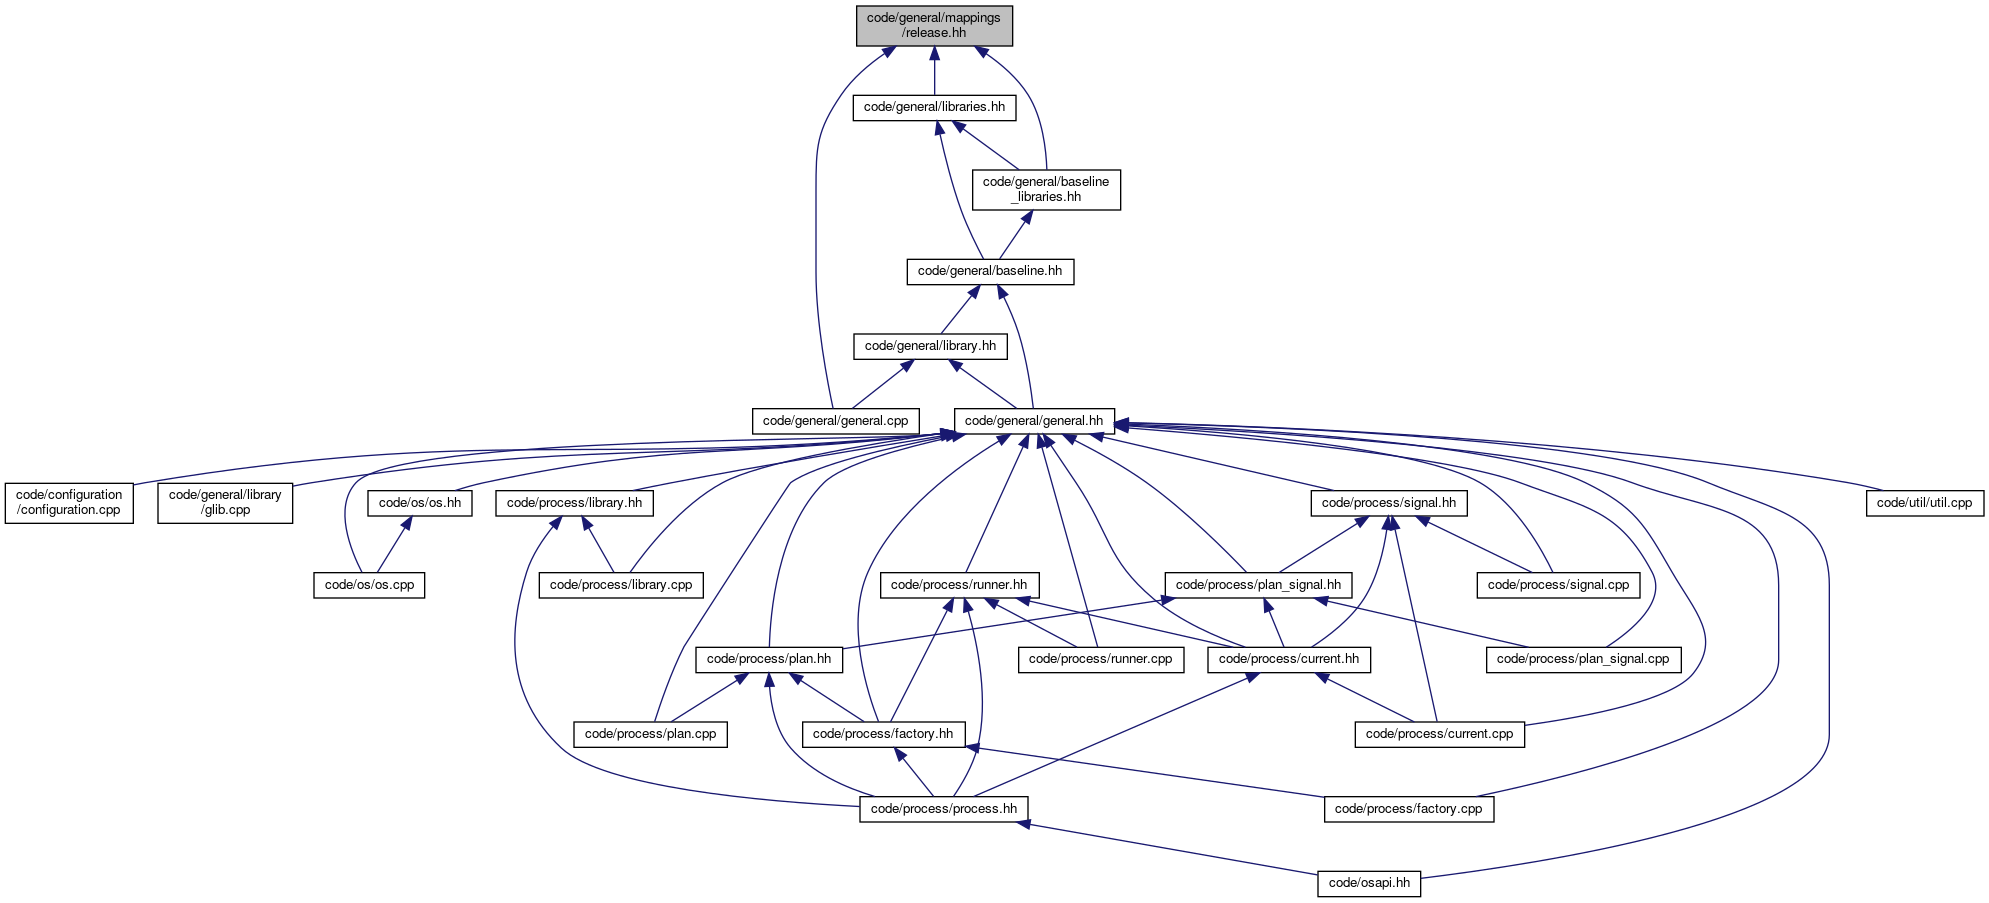 code/general/mappings
/release.hh
code/general/libraries.hh
code/general/baseline
_libraries.hh
code/general/baseline.hh
code/general/library.hh
code/general/general.cpp
code/general/general.hh
code/configuration
/configuration.cpp
code/general/library
/glib.cpp
code/os/os.hh
code/process/library.hh
code/process/signal.hh
code/util/util.cpp
code/os/os.cpp
code/process/library.cpp
code/process/runner.hh
code/process/plan_signal.hh
code/process/signal.cpp
code/process/plan.hh
code/process/runner.cpp
code/process/current.hh
code/process/plan_signal.cpp
code/process/plan.cpp
code/process/factory.hh
code/process/current.cpp
code/process/process.hh
code/process/factory.cpp
code/osapi.hh